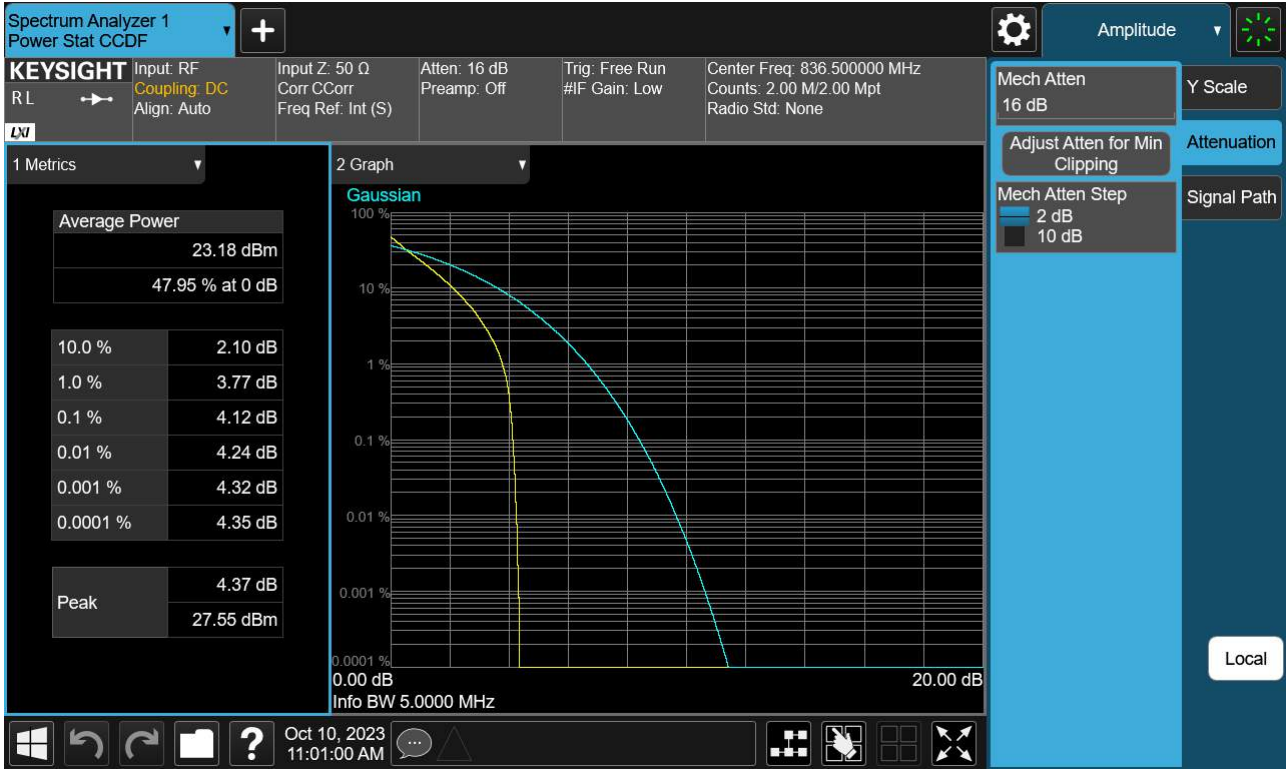 Spectrum Analyzer 1
Power Stat CCDF
Amplitude
KEYSIGHT
R L
LXI
Input: RF
Coupling: DC
Align: Auto
Input Z: 50 Ω
Corr CCorr
Freq Ref: Int (S)
Atten: 16 dB
Preamp: Off
Trig: Free Run
#IF Gain: Low
Center Freq: 836.500000 MHz
Counts: 2.00 M/2.00 Mpt
Radio Std: None
Mech Atten
16 dB
Adjust Atten for Min
Clipping
Mech Atten Step
2 dB
10 dB
Y Scale
Attenuation
Signal Path
1 Metrics
Average Power
23.18 dBm
47.95 % at 0 dB
10.0 % 2.10 dB
1.0 % 3.77 dB
0.1 % 4.12 dB
0.01 % 4.24 dB
0.001 % 4.32 dB
0.0001 % 4.35 dB
Peak
4.37 dB
27.55 dBm
2 Graph
Gaussian
100 %
10 %
1 %
0.1 %
0.01 %
0.001 %
0.0001 %
0.00 dB 20.00 dB
Info BW 5.0000 MHz
Local
?
Oct 10, 2023
11:01:00 AM